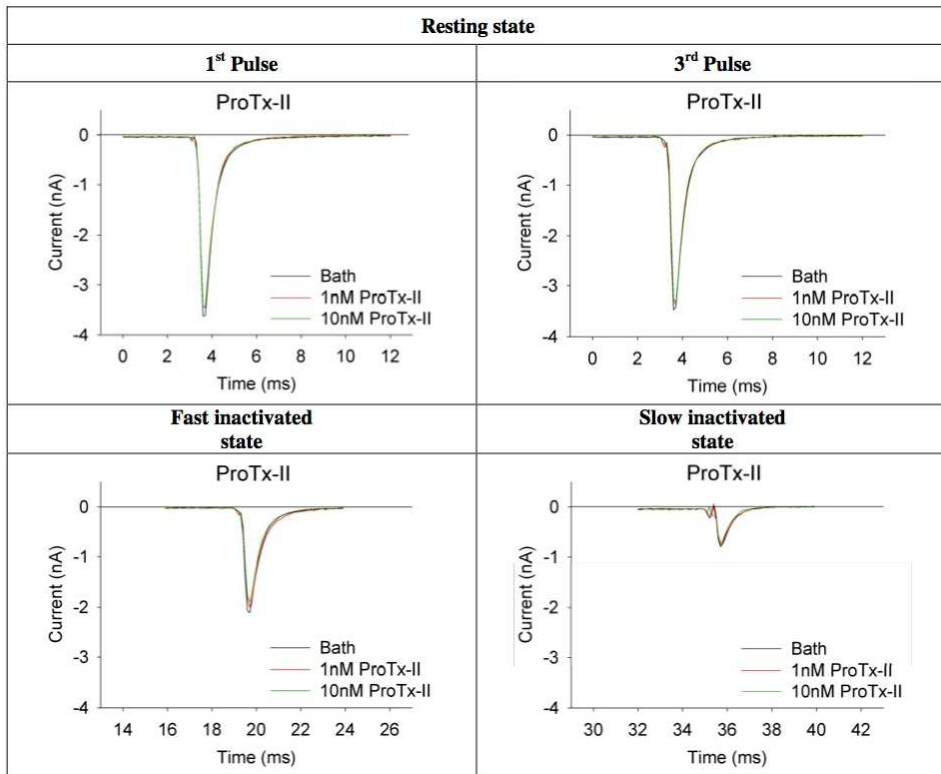 Resting state
1st Pulse
3rd Pulse
ProTx-II
0
-1
-2
-3
-4
Current (nA)
Bath
1nM ProTx-II
10nM ProTx-II
0 2 4 6 8 10 12
Time (ms)
ProTx-II
0
-1
-2
-3
-4
Current (nA)
Bath
1nM ProTx-II
10nM ProTx-II
0 2 4 6 8 10 12
Time (ms)
Fast inactivated
state
Slow inactivated
state
ProTx-II
0
-1
-2
-3
-4
Current (nA)
Bath
1nM ProTx-II
10nM ProTx-II
14 16 18 20 22 24 26
Time (ms)
ProTx-II
0
-1
-2
-3
-4
Current (nA)
Bath
1nM ProTx-II
10nM ProTx-II
30 32 34 36 38 40 42
Time (ms)